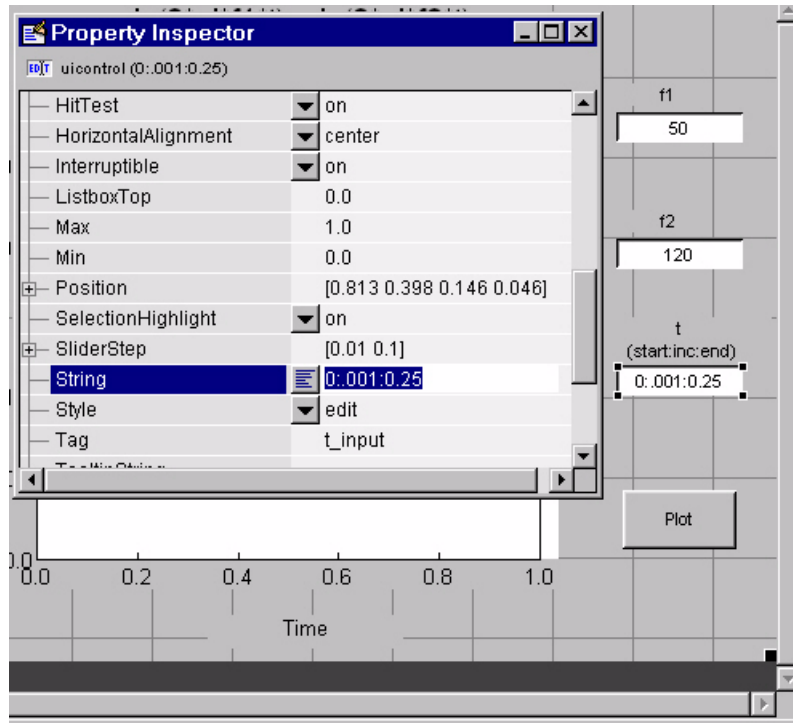 Property Inspector
EDIT uicontrol (0:.001:0.25)
HitTest on
HorizontalAlignment center
Interruptible on
ListboxTop 0.0
Max 1.0
Min 0.0
Position [0.813 0.398 0.146 0.046]
SelectionHighlight on
SliderStep [0.01 0.1]
String 0:.001:0.25
Style edit
Tag t_input
f1
50
f2
120
t
(start:inc:end)
0:.001:0.25
Plot
0.0 0.2 0.4 0.6 0.8 1.0
Time